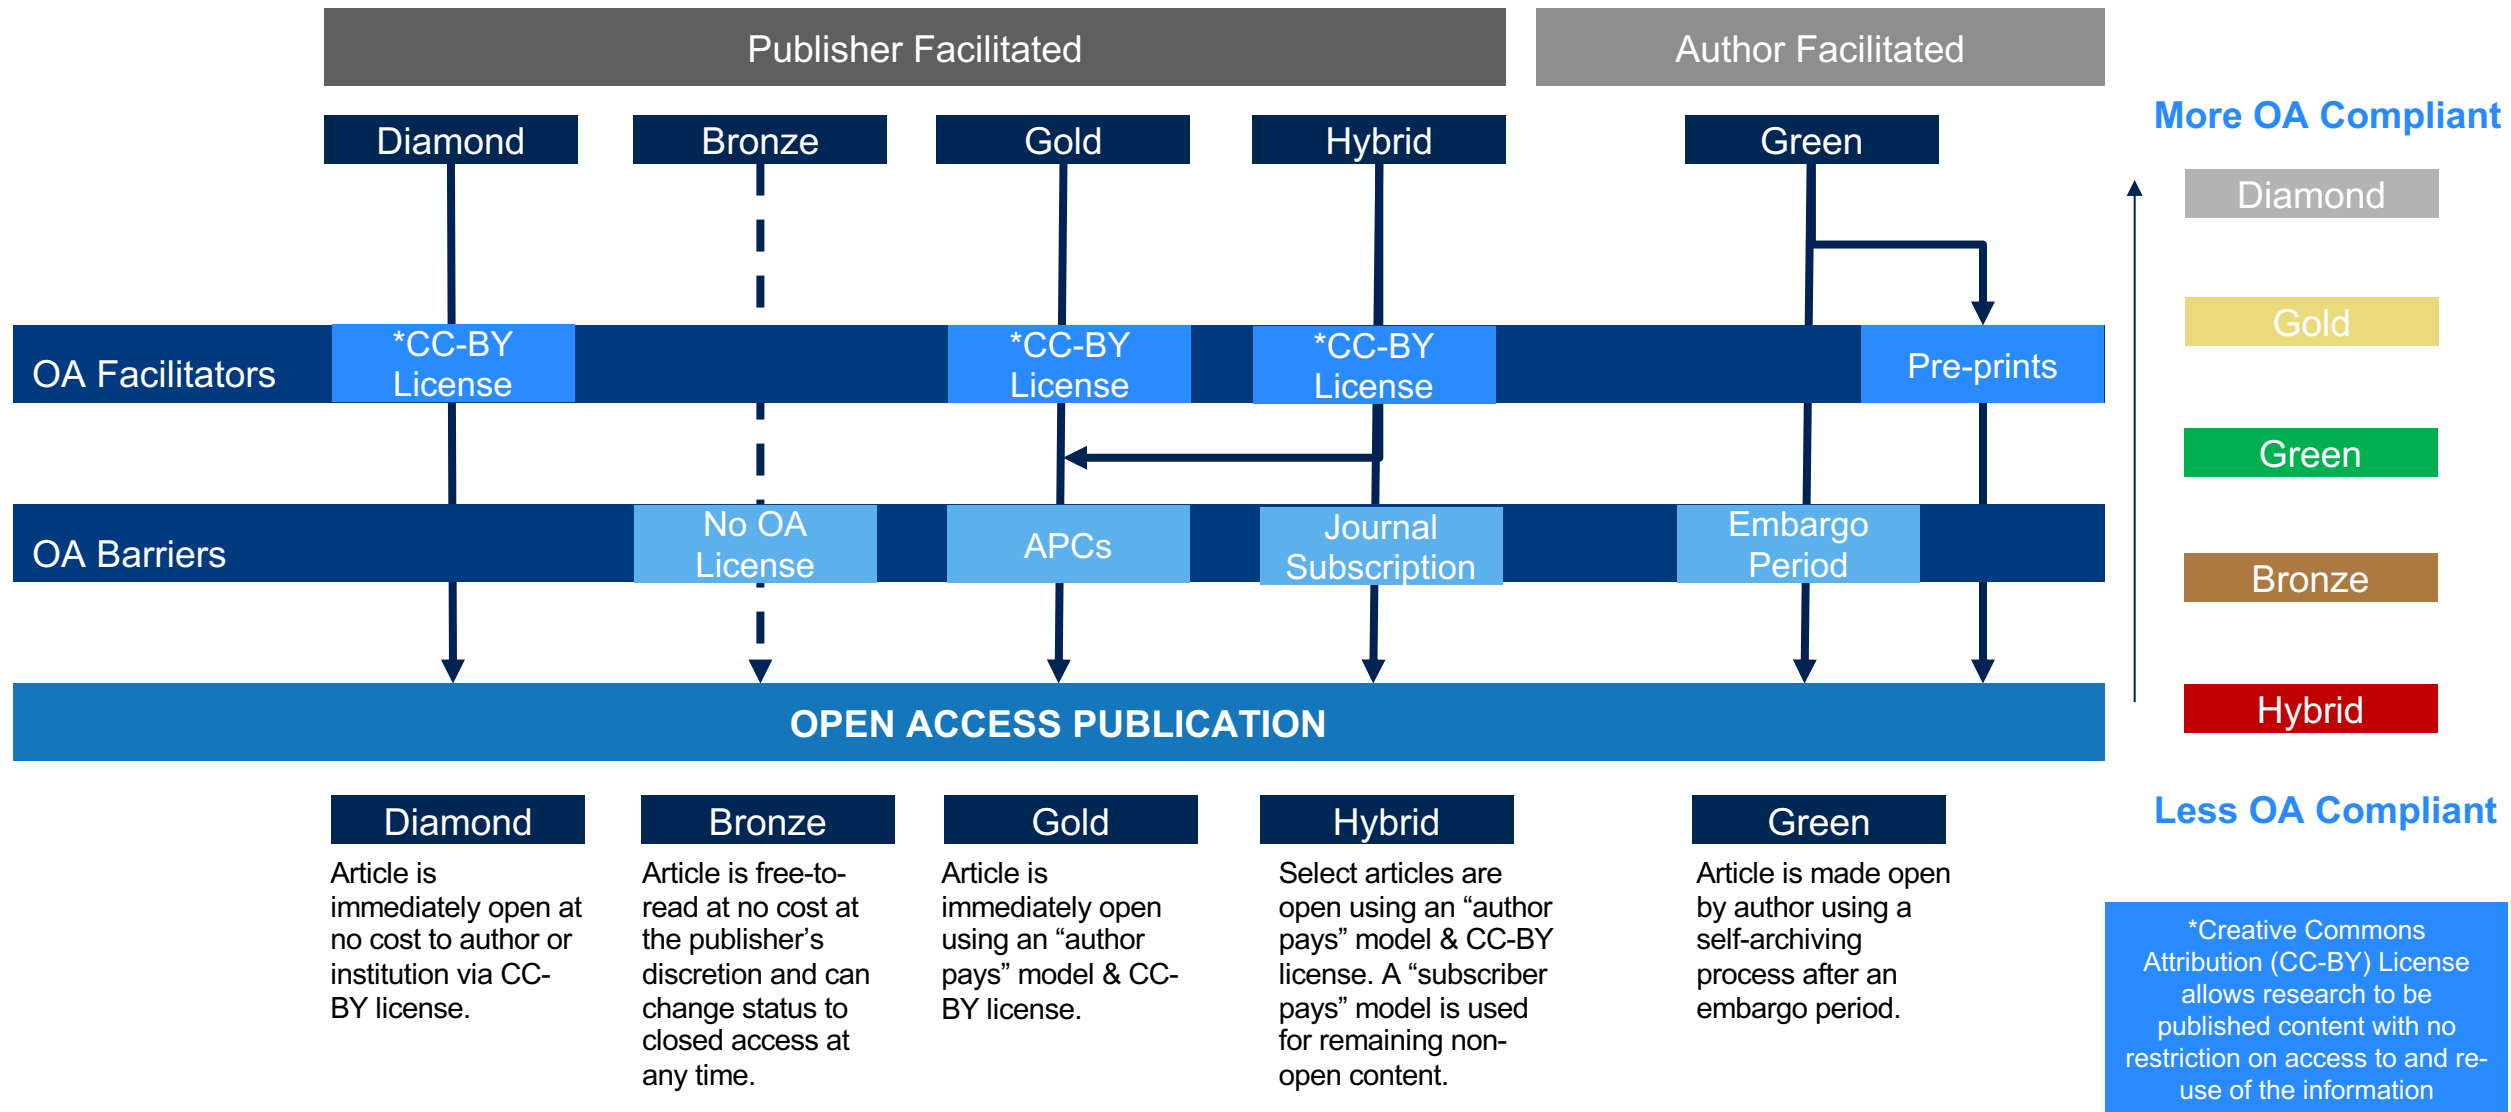 Publisher Facilitated
Author Facilitated
Diamond
Bronze
Gold
Hybrid
Green
OA Facilitators
*CC-BY
License
*CC-BY
License
*CC-BY
License
Pre-prints
OA Barriers
No OA
License
APCs
Journal
Subscription
Embargo
Period
OPEN ACCESS PUBLICATION
Diamond
Article is
immediately open at
no cost to author or
institution via CC-
BY license.
Bronze
Article is free-to-
read at no cost at
the publisher’s
discretion and can
change status to
closed access at
any time.
Gold
Article is
immediately open
using an “author
pays” model & CC-
BY license.
Hybrid
Select articles are
open using an “author
pays” model & CC-BY
license. A “subscriber
pays” model is used
for remaining non-
open content.
Green
Article is made open
by author using a
self-archiving
process after an
embargo period.
More OA Compliant
Diamond
Gold
Green
Bronze
Hybrid
Less OA Compliant
*Creative Commons
Attribution (CC-BY) License
allows research to be
published content with no
restriction on access to and re-
use of the information